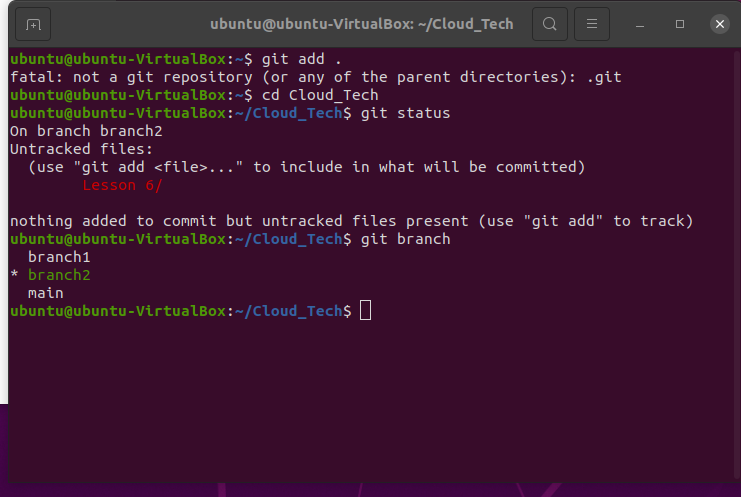 ubuntu@ubuntu-VirtualBox: ~/Cloud_Tech
ubuntu@ubuntu-VirtualBox:~$ git add .
fatal: not a git repository (or any of the parent directories): .git
ubuntu@ubuntu-VirtualBox:~$ cd Cloud_Tech
ubuntu@ubuntu-VirtualBox:~/Cloud_Tech$ git status
On branch branch2
Untracked files:
  (use "git add <file>..." to include in what will be committed)
        Lesson 6/

nothing added to commit but untracked files present (use "git add" to track)
ubuntu@ubuntu-VirtualBox:~/Cloud_Tech$ git branch
  branch1
* branch2
  main
ubuntu@ubuntu-VirtualBox:~/Cloud_Tech$